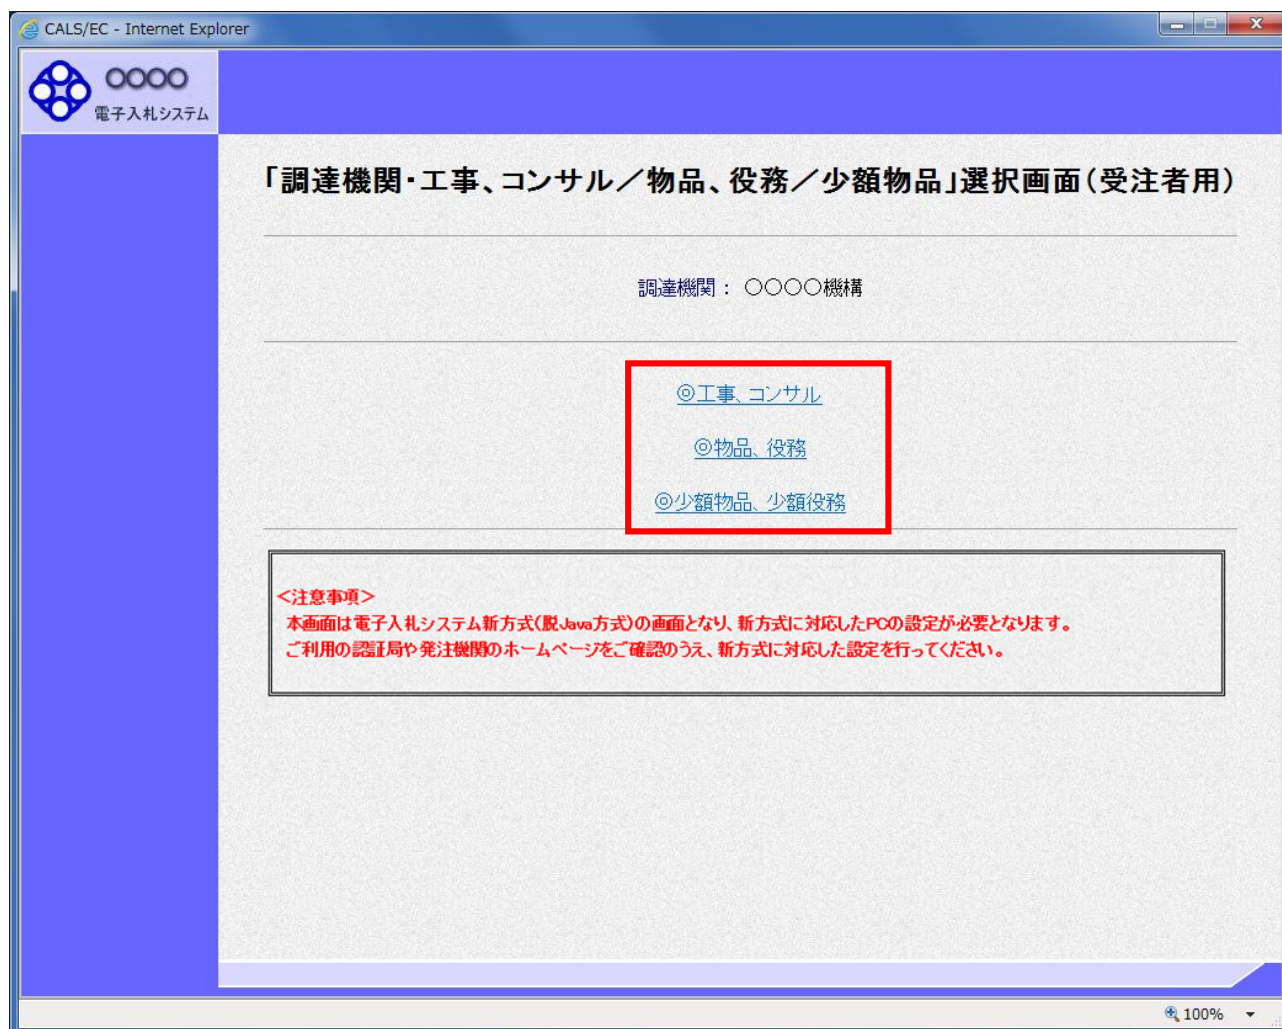 CALS/EC - Internet Explorer
○○○○
電子入札システム
「調達機関・工事、コンサル／物品、役務／少額物品」選択画面（受注者用）
調達機関： ○○○○機構
◎工事、コンサル
◎物品、役務
◎少額物品、少額役務
＜注意事項＞
本画面は電子入札システム新方式(脱Java方式)の画面となり、新方式に対応したPCの設定が必要となります。
ご利用の認証局や発注機関のホームページをご確認のうえ、新方式に対応した設定を行ってください。
100%